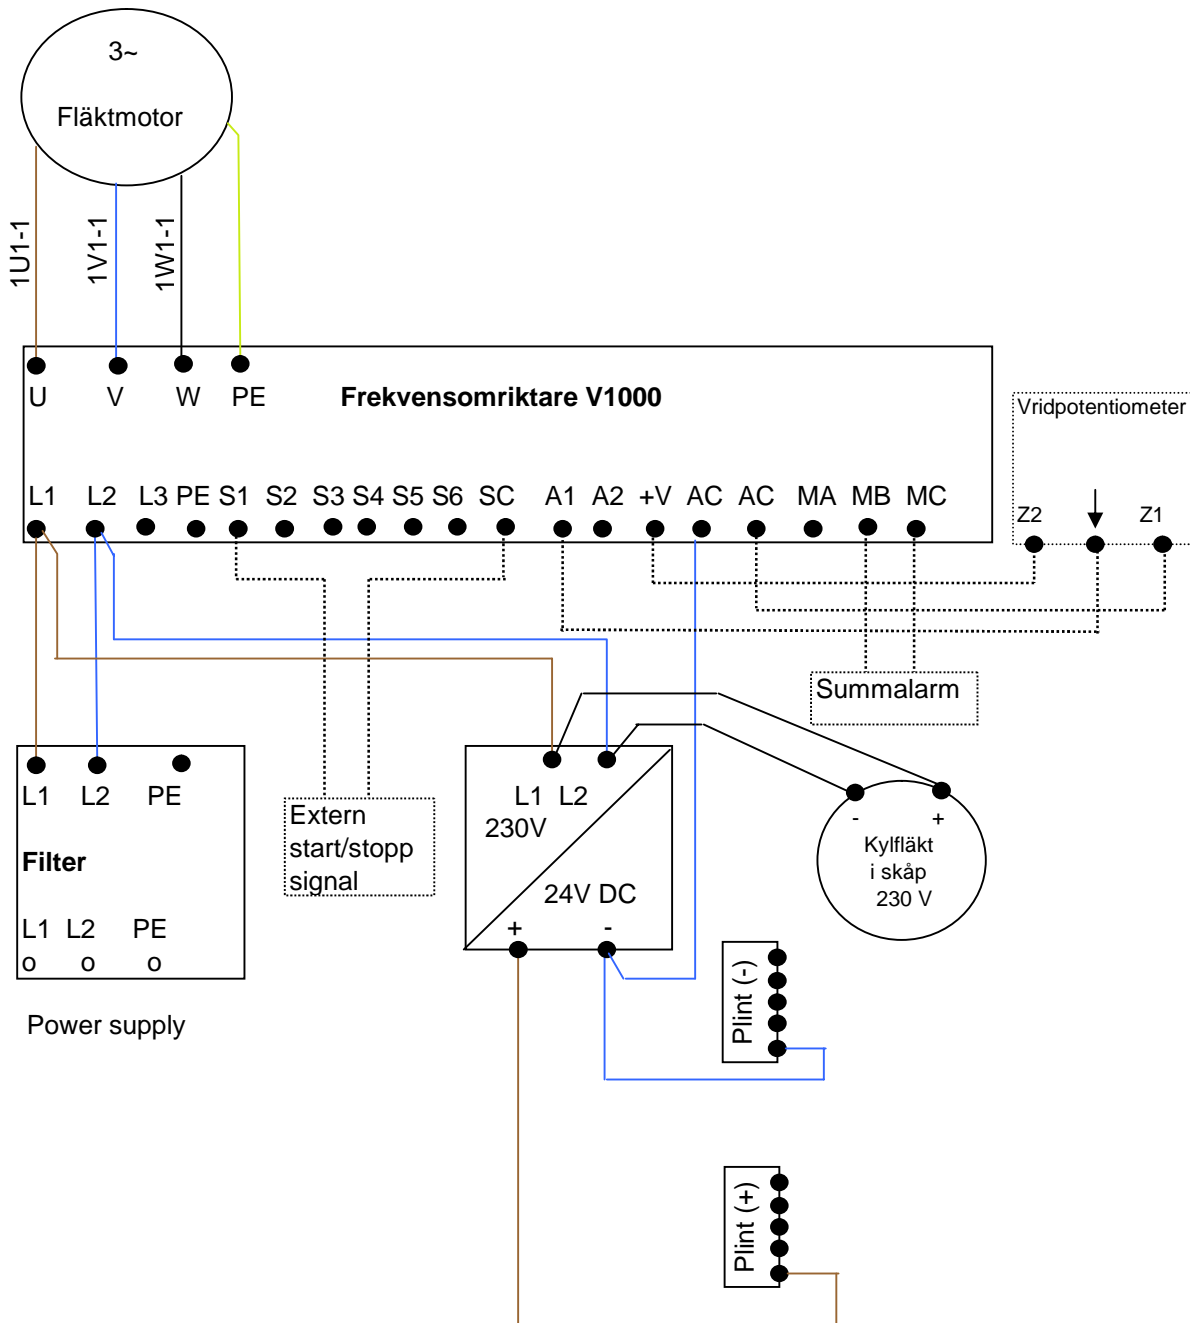 3~
Fläktmotor
1U1-1
1V1-1
1W1-1
U V W PE Frekvensomriktare V1000
Vridpotentiometer
L1 L2 L3 PE S1 S2 S3 S4 S5 S6 SC A1 A2 +V AC AC MA MB MC
Z2 Z1
Summalarm
L1 L2 PE
Filter
L1 L2 PE
o o o
Power supply
Extern
start/stopp
signal
L1 L2
230V
24V DC
+ -
- +
Kylfläkt
i skåp
230 V
Plint (-)
Plint (+)